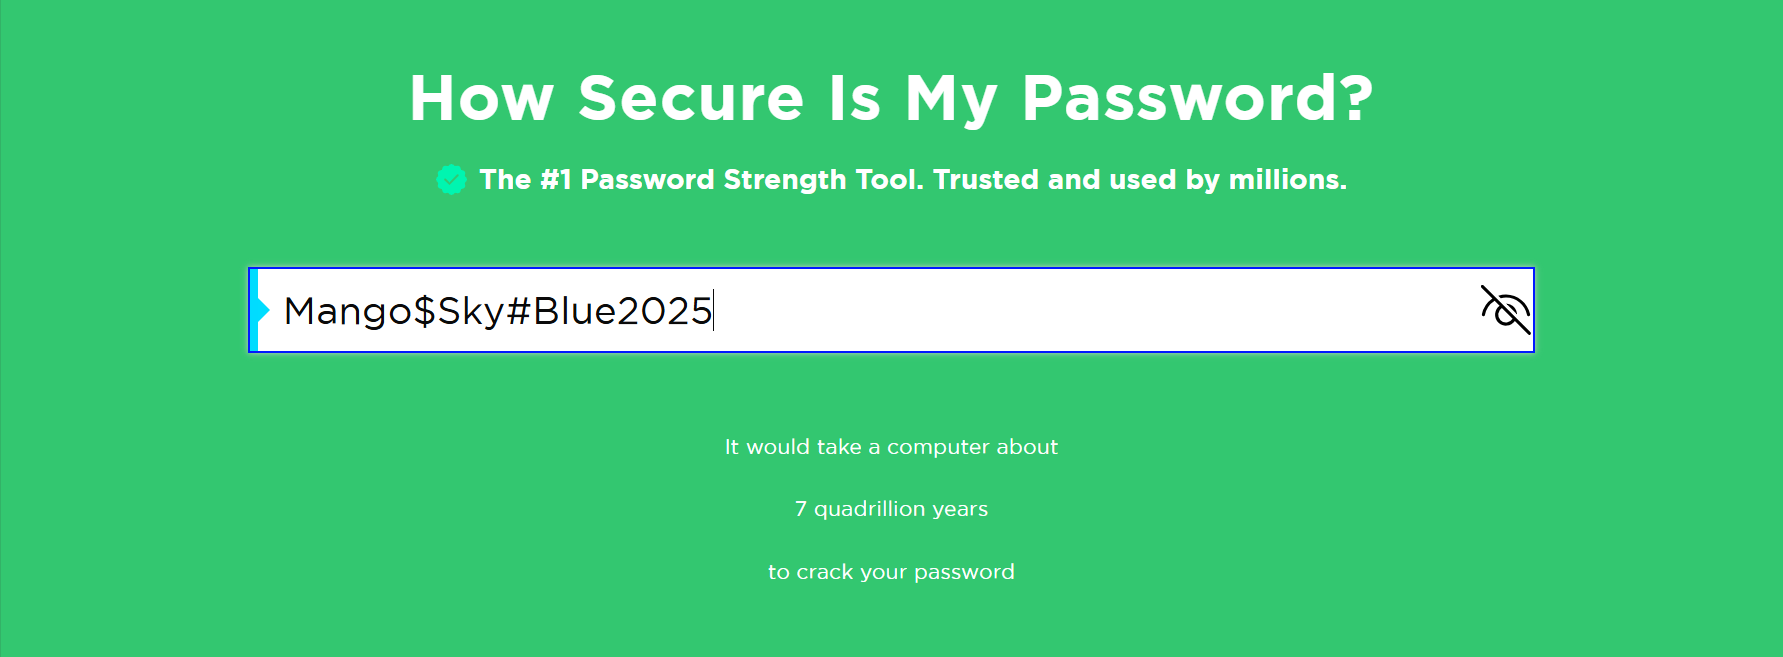 How Secure Is My Password?
The #1 Password Strength Tool. Trusted and used by millions.
Mango$Sky#Blue2025
It would take a computer about
7 quadrillion years
to crack your password